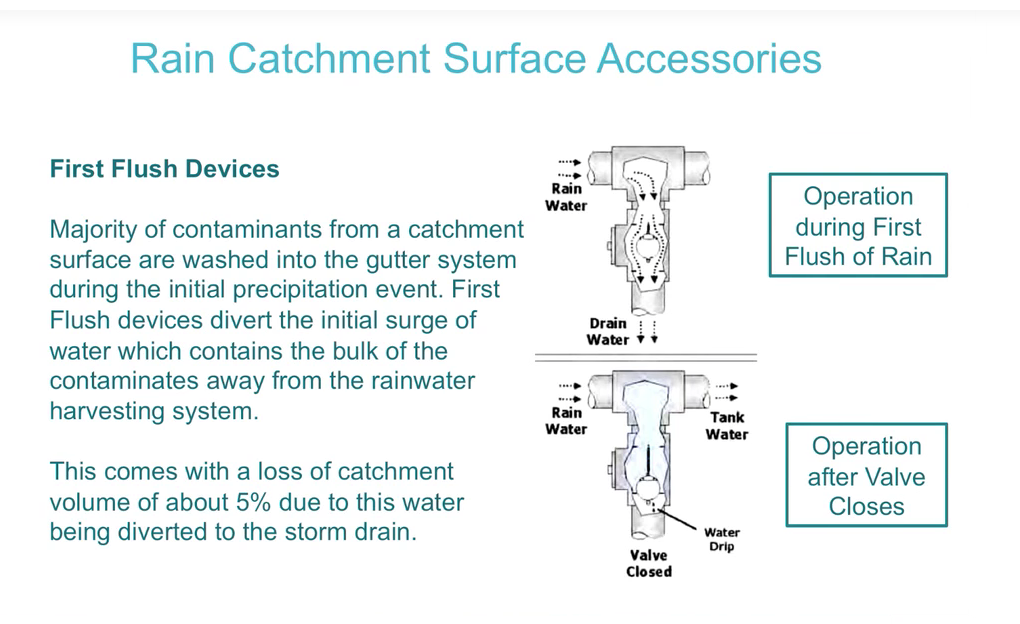 Rain Catchment Surface Accessories
First Flush Devices
Majority of contaminants from a catchment
surface are washed into the gutter system
during the initial precipitation event. First
Flush devices divert the initial surge of
water which contains the bulk of the
contaminates away from the rainwater
harvesting system.
This comes with a loss of catchment
volume of about 5% due to this water
being diverted to the storm drain.
Rain
Water
Drain
Water
Operation
during First
Flush of Rain
Rain
Water
Tank
Water
Water
Drip
Valve
Closed
Operation
after Valve
Closes